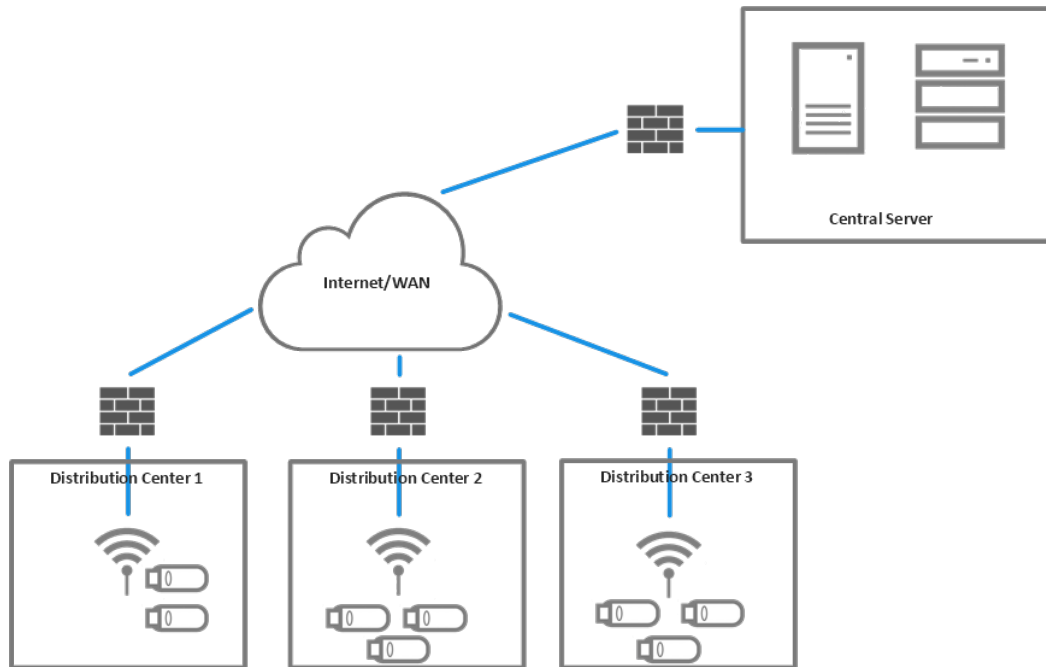 Central Server
Internet/WAN
Distribution Center 1
Distribution Center 2
Distribution Center 3